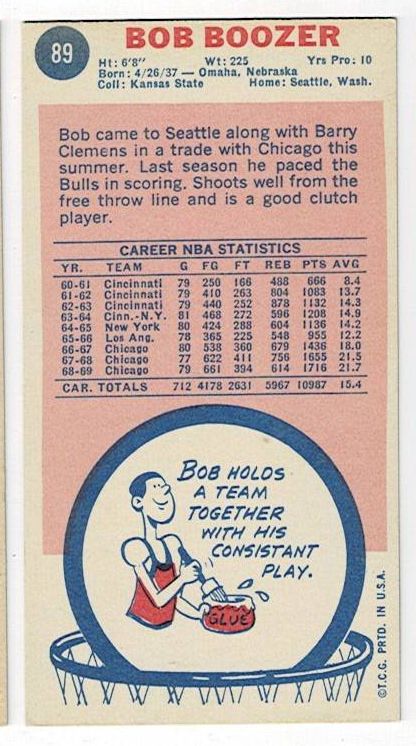 89
BOB BOOZER
Ht: 6'8" Wt: 225 Yrs Pro: 10
Born: 4/26/37 — Omaha, Nebraska
Coll: Kansas State Home: Seattle, Wash.
Bob came to Seattle along with Barry
Clemens in a trade with Chicago this
summer. Last season he paced the
Bulls in scoring. Shoots well from the
free throw line and is a good clutch
player.
CAREER NBA STATISTICS
YR. TEAM G FG FT REB PTS AVG
60-61 Cincinnati 79 250 166 488 666 8.4
61-62 Cincinnati 79 410 263 804 1083 13.7
62-63 Cincinnati 79 440 252 878 1132 14.3
63-64 Cinn.-N.Y. 81 468 272 596 1208 14.9
64-65 New York 80 424 288 604 1136 14.2
65-66 Los Ang. 78 365 225 548 955 12.2
66-67 Chicago 80 538 360 679 1436 18.0
67-68 Chicago 77 622 411 756 1655 21.5
68-69 Chicago 79 661 394 614 1716 21.7
CAR. TOTALS 712 4178 2631 5967 10987 15.4
BOB HOLDS
A TEAM
TOGETHER
WITH HIS
CONSISTANT
PLAY.
GLUE
©T.C.G. PRTD. IN U.S.A.